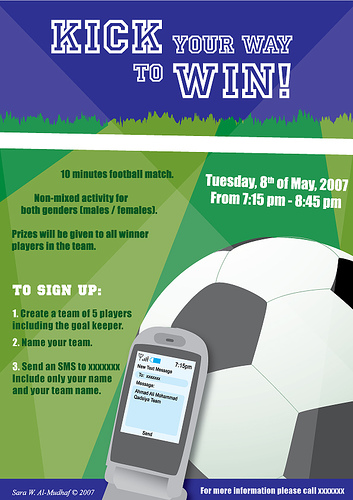 KICK YOUR WAY
TO WIN!
10 minutes football match.
Non-mixed activity for
both genders (males / females).
Prizes will be given to all winner
players in the team.
Tuesday, 8th of May, 2007
From 7:15 pm - 8:45 pm
TO SIGN UP:
1. Create a team of 5 players
including the goal keeper.
2. Name your team.
3. Send an SMS to xxxxxxx
Include only your name
and your team name.
7:15pm
New Text Message
To: xxxxxxx
Message:
Ahmad Ali Mohammad
Qadsiya Team
Send
Sara W. Al-Mudhaf © 2007
For more information please call xxxxxxx